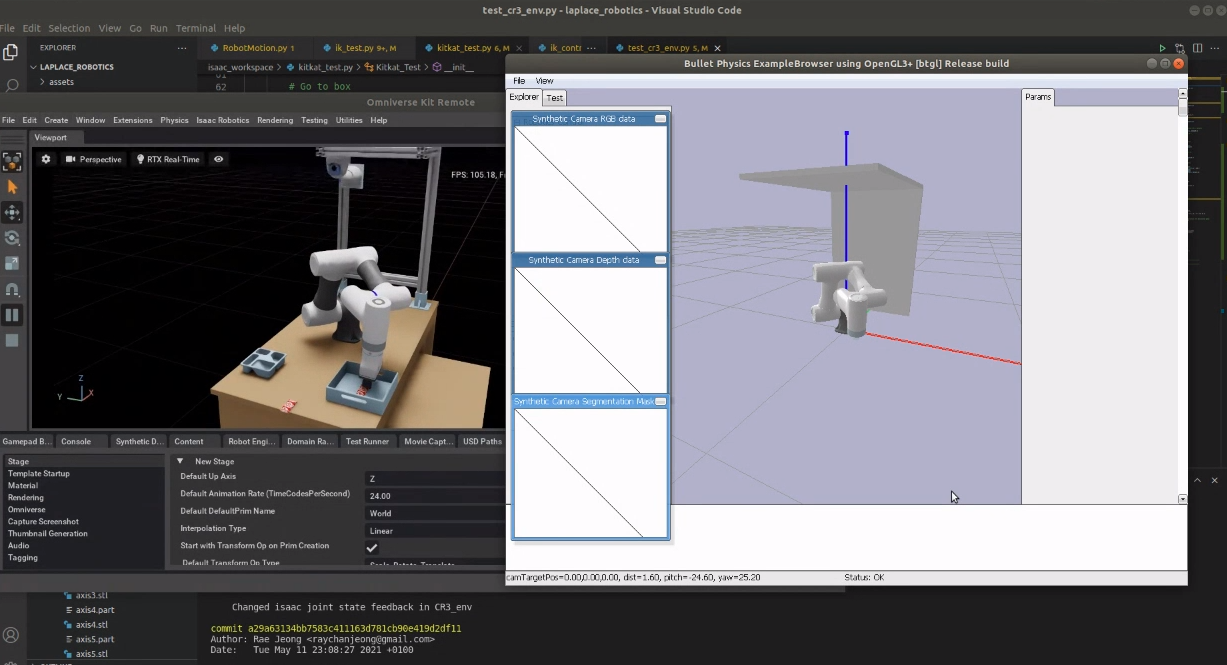 test_cr3_env.py - laplace_robotics - Visual Studio Code
File Edit Selection View Go Run Terminal Help
EXPLORER
RobotMotion.py 1
ik_test.py 9+, M
kitkat_test.py 6, M
ik_conti
test_cr3_env.py 5, M
LAPLACE_ROBOTICS
isaac_workspace > kitkat_test.py > Kitkat_Test > __init__
assets
62 # Go to box
Omniverse Kit Remote
File Edit Create Window Extensions Physics Isaac Robotics Rendering Testing Utilities Help
Viewport
Perspective
RTX Real-Time
FPS: 105.18, F
Z
Y X
Gamepad B...
Console
Synthetic D...
Content
Robot Engi...
Domain Ra...
Test Runner
Movie Capt...
USD Paths
Stage
Template Startup
Material
Rendering
Omniverse
Capture Screenshot
Thumbnail Generation
Audio
Tagging
New Stage
Default Up Axis
Z
Default Animation Rate (TimeCodesPerSecond)
24.00
Default DefaultPrim Name
World
Interpolation Type
Linear
Start with Transform Op on Prim Creation
Default Transform Op Type
Scale, Rotate, Translate
Bullet Physics ExampleBrowser using OpenGL3+ [btgl] Release build
File View
Explorer Test
Params
Synthetic Camera RGB data
Synthetic Camera Depth data
Synthetic Camera Segmentation Mask
camTargetPos=0.00,0.00,0.00, dist=1.60, pitch=-24.60, yaw=25.20
Status: OK
axis3.stl
axis4.part
axis4.stl
axis5.part
axis5.stl
Changed isaac joint state feedback in CR3_env
commit a29a63134bb7583c411163d781cb90e419d2df11
Author: Rae Jeong <raychanjeong@gmail.com>
Date: Tue May 11 23:08:27 2021 +0100